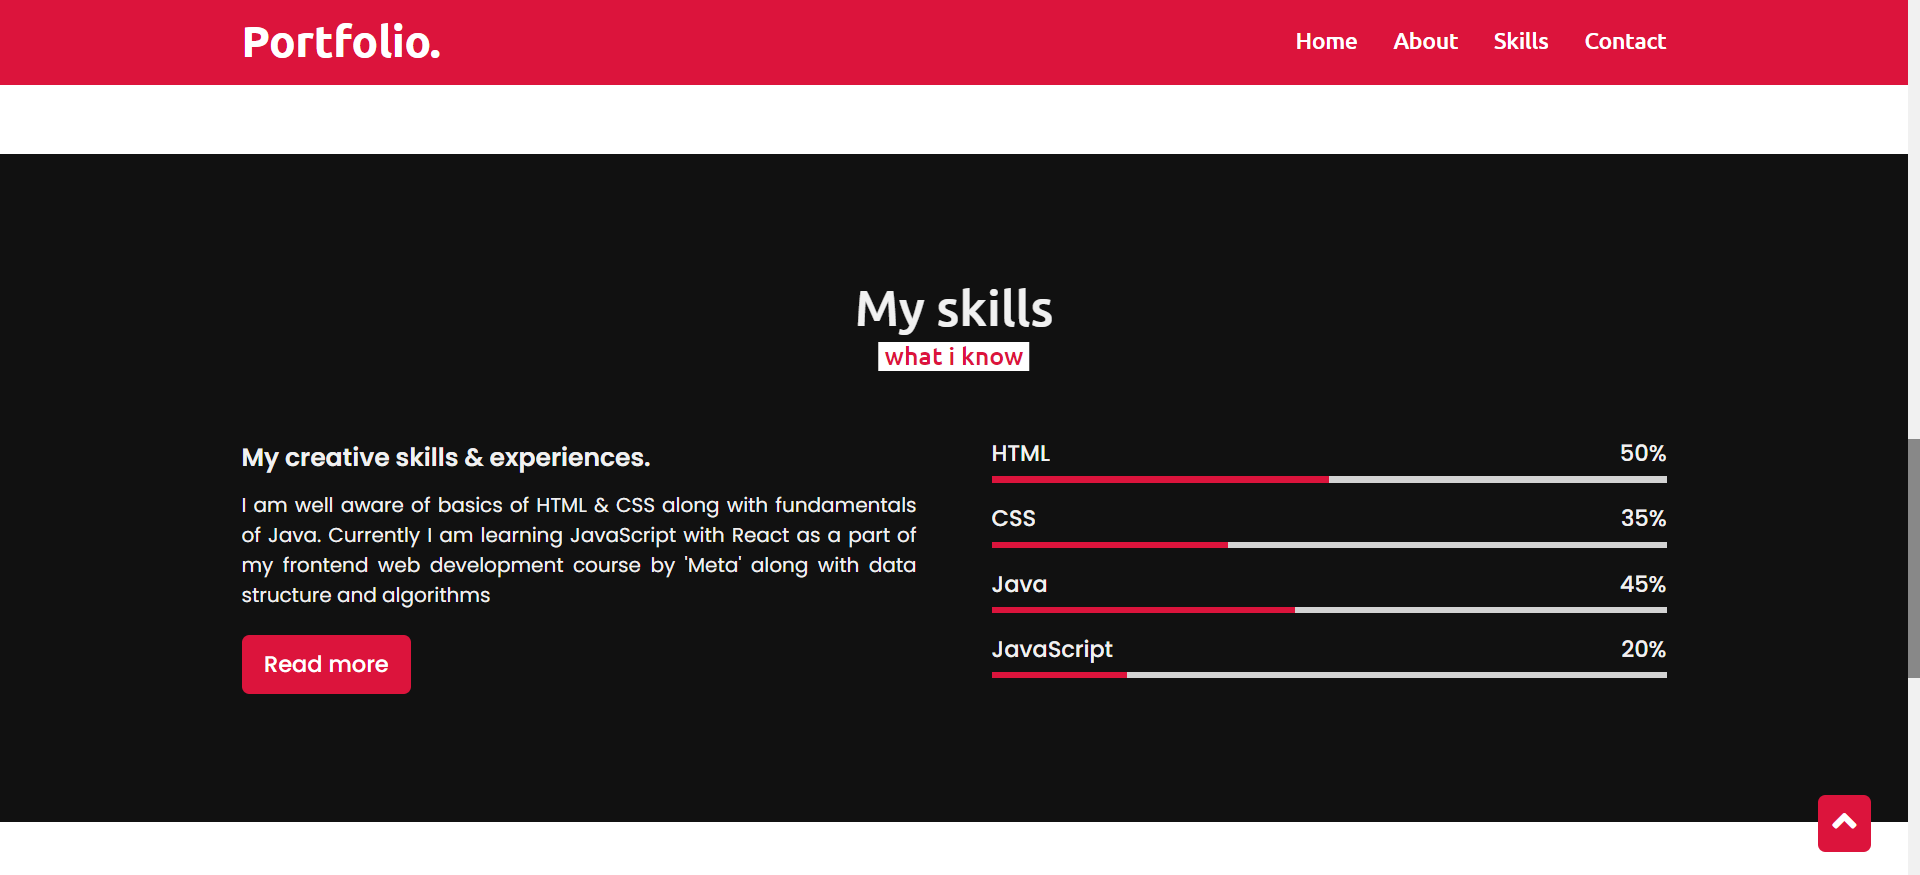 Portfolio.
Home About Skills Contact
My skills
what i know
My creative skills & experiences.
I am well aware of basics of HTML & CSS along with fundamentals
of Java. Currently I am learning JavaScript with React as a part of
my frontend web development course by 'Meta' along with data
structure and algorithms
Read more
HTML 50%
CSS 35%
Java 45%
JavaScript 20%